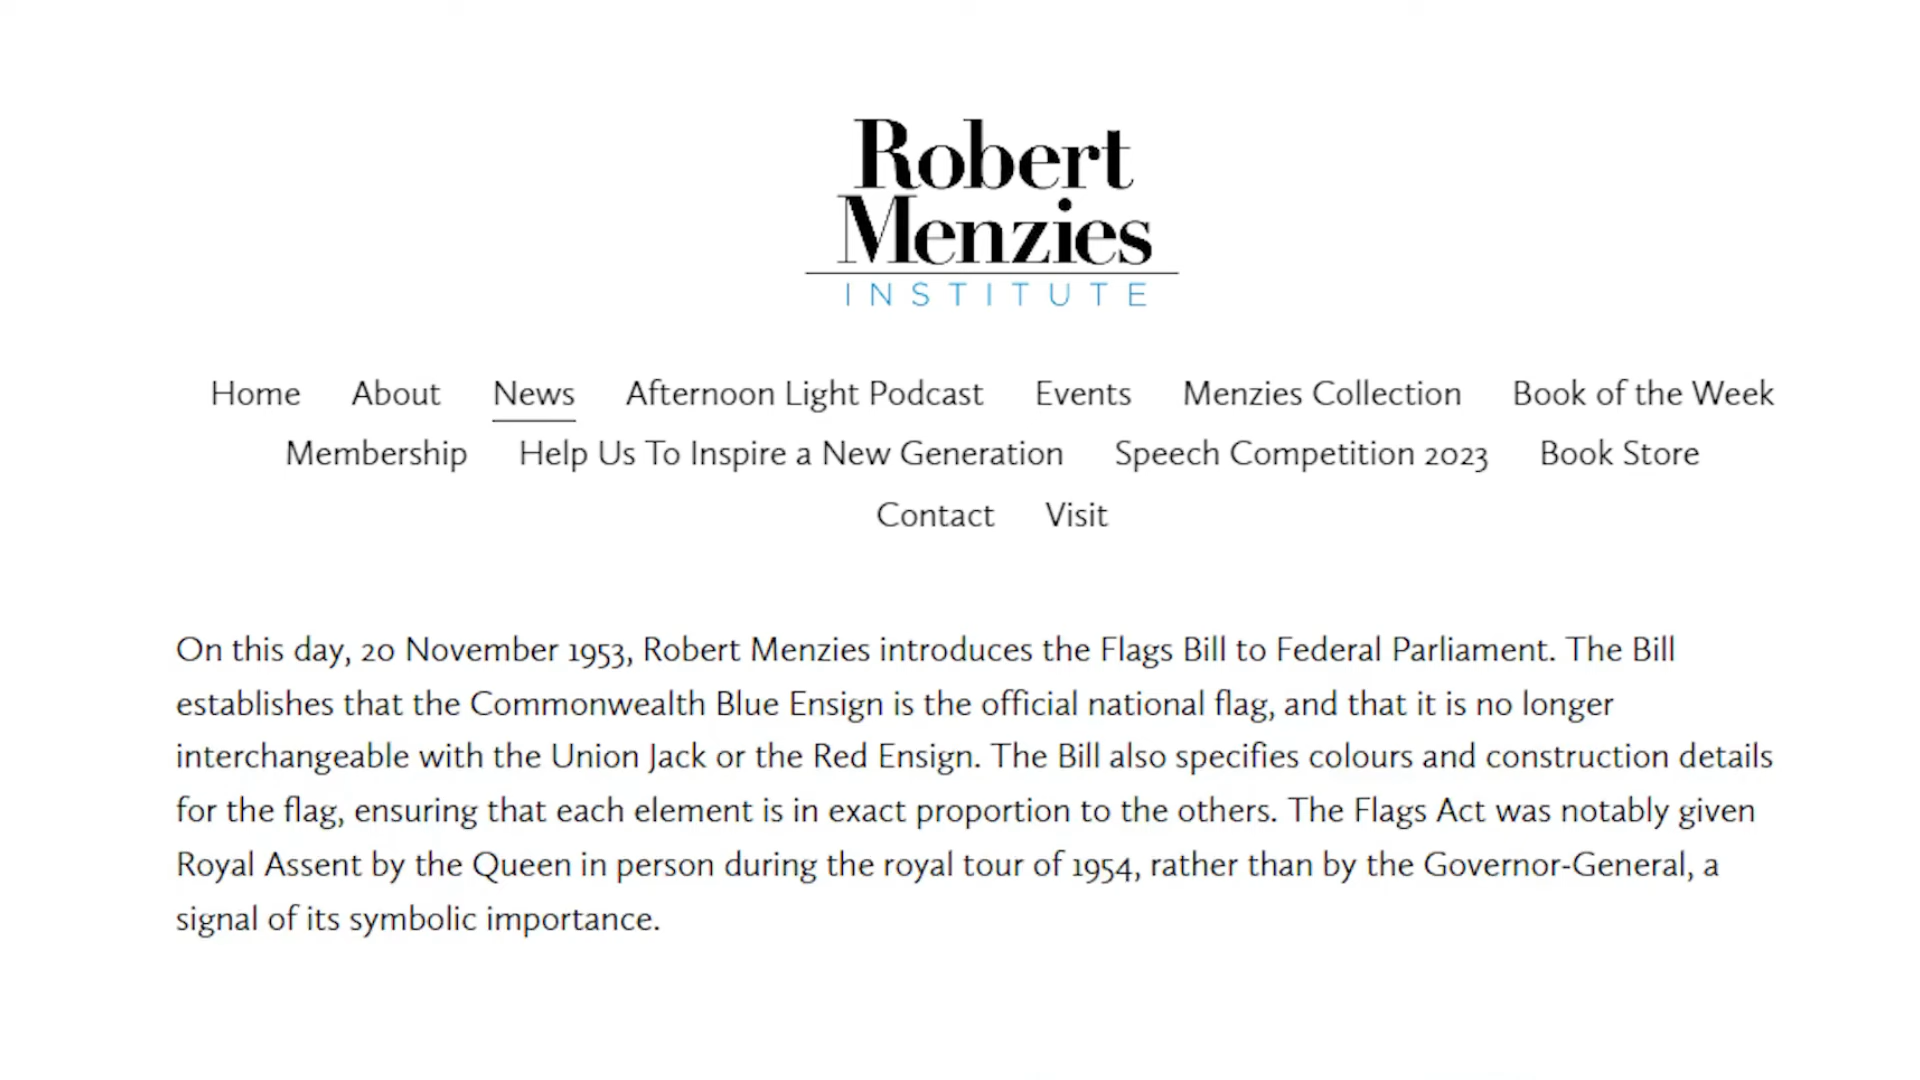 Robert
Menzies
INSTITUTE
Home About News Afternoon Light Podcast Events Menzies Collection Book of the Week
Membership Help Us To Inspire a New Generation Speech Competition 2023 Book Store
Contact Visit
On this day, 20 November 1953, Robert Menzies introduces the Flags Bill to Federal Parliament. The Bill
establishes that the Commonwealth Blue Ensign is the official national flag, and that it is no longer
interchangeable with the Union Jack or the Red Ensign. The Bill also specifies colours and construction details
for the flag, ensuring that each element is in exact proportion to the others. The Flags Act was notably given
Royal Assent by the Queen in person during the royal tour of 1954, rather than by the Governor-General, a
signal of its symbolic importance.